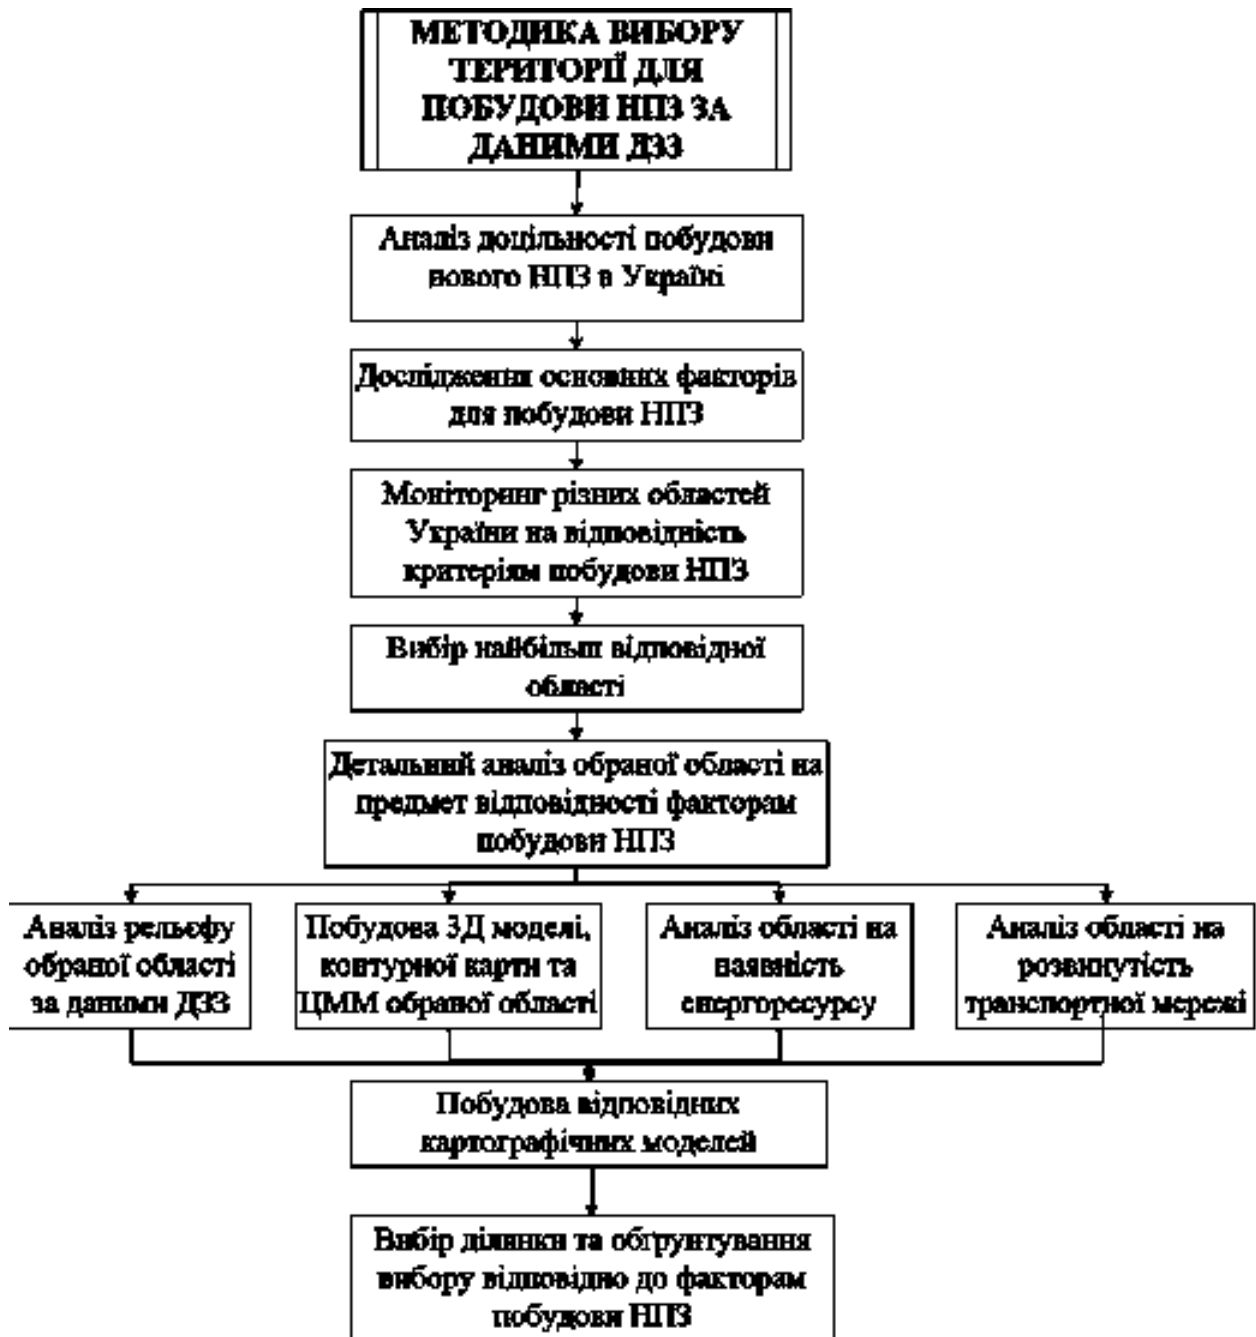 МЕТОДИКА ВИБОРУ
ТЕРИТОРІЇ ДЛЯ
ПОБУДОВИ НПЗ ЗА
ДАНИМИ ДЗЗ
Аналіз доцільності побудови
нового НПЗ в Україні
Дослідження основних факторів
для побудови НПЗ
Моніторинг різних областей
України на відповідність
критеріям побудови НПЗ
Вибір найбільш відповідної
області
Детальний аналіз обраної області на
предмет відповідності факторам
побудови НПЗ
Аналіз рельєфу
обраної області
за даними ДЗЗ
Побудова 3Д моделі,
контурної карти та
ЦММ обраної області
Аналіз області на
наявність
енергоресурсу
Аналіз області на
розвинутість
транспортної мережі
Побудова відповідних
картографічних моделей
Вибір ділянки та обґрунтування
вибору відповідно до факторам
побудови НПЗ